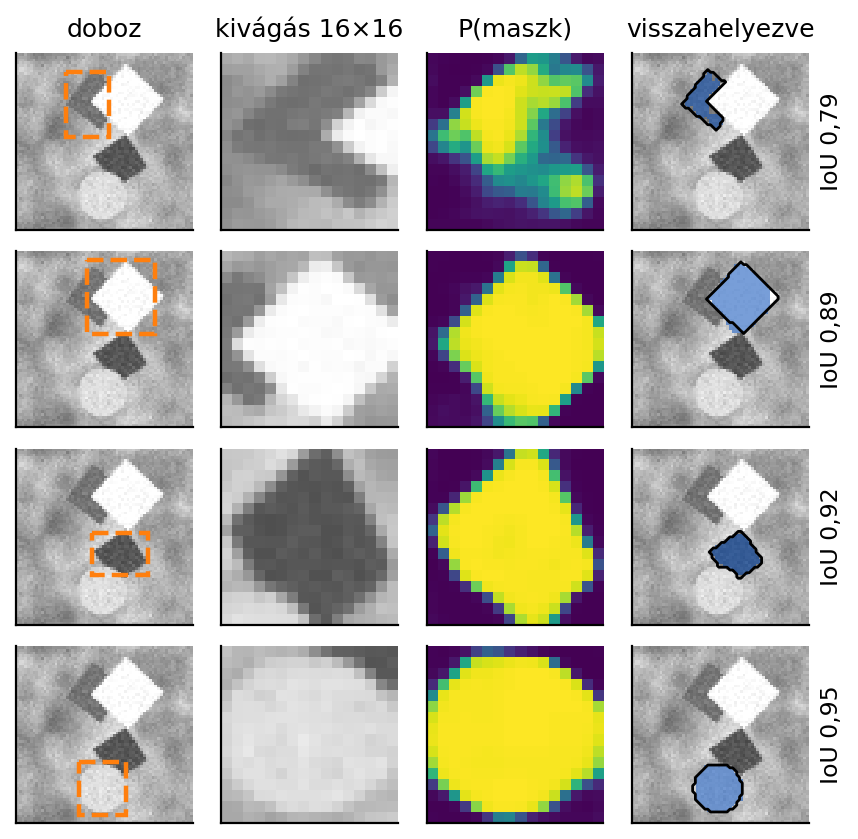 doboz
kivágás 16×16
P(maszk)
visszahelyezve
IoU 0,79
IoU 0,89
IoU 0,92
IoU 0,95